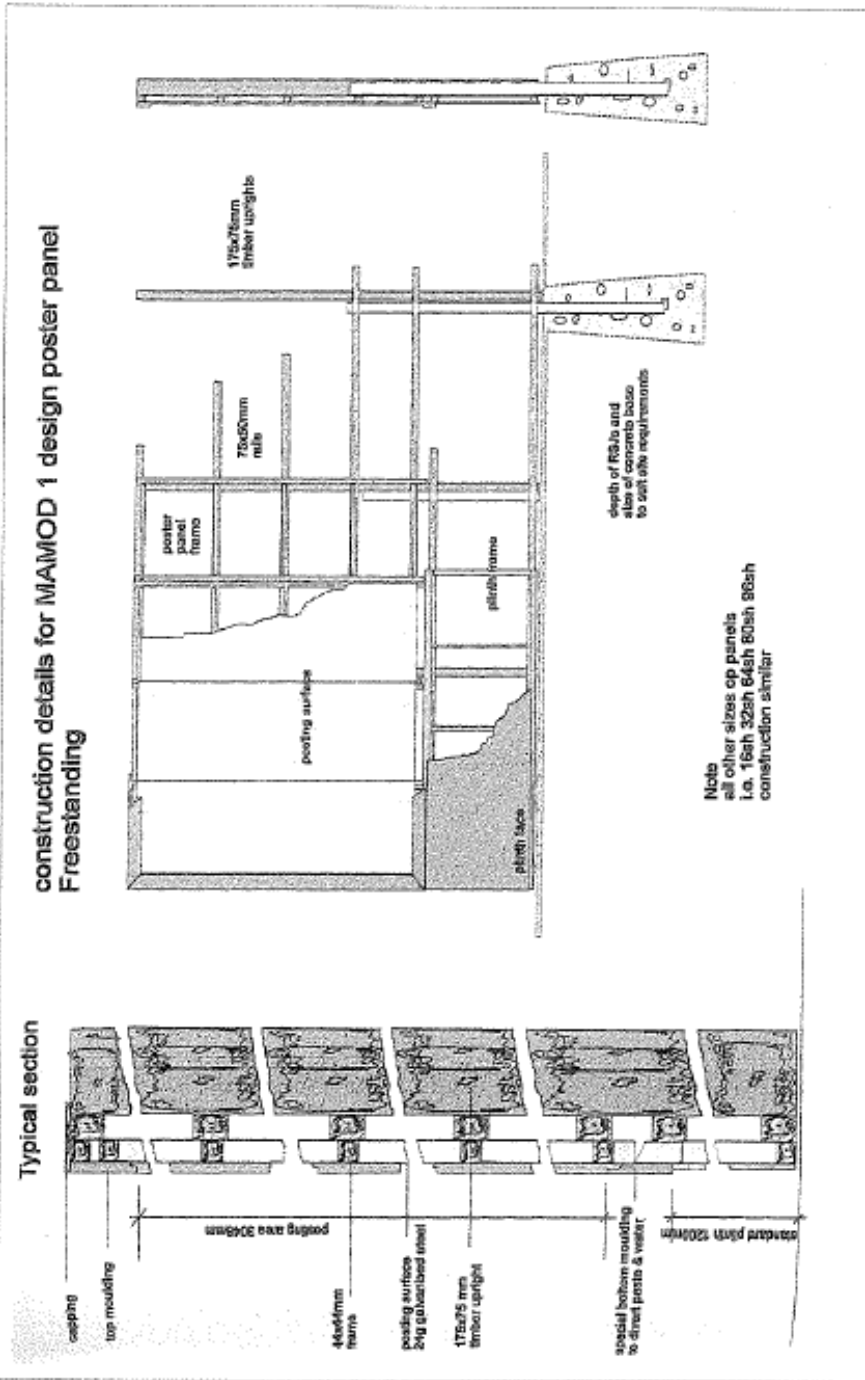 construction details for MAMOD 1 design poster panel
Freestanding
Typical section
capping
top moulding
posting area 3048mm
44x44mm
frame
posting surface
24g galvanised steel
175x75 mm
timber upright
special bottom moulding
to divert paste & water
standard plinth 1200mm
poster
panel
frame
posting surface
plinth face
plinth frame
75x50mm
rails
175x75mm
timber uprights
depth of RSJs and
size of concrete base
to suit site requirements
Note
all other sizes op panels
i.e. 16sh 32sh 64sh 80sh 96sh
construction similar